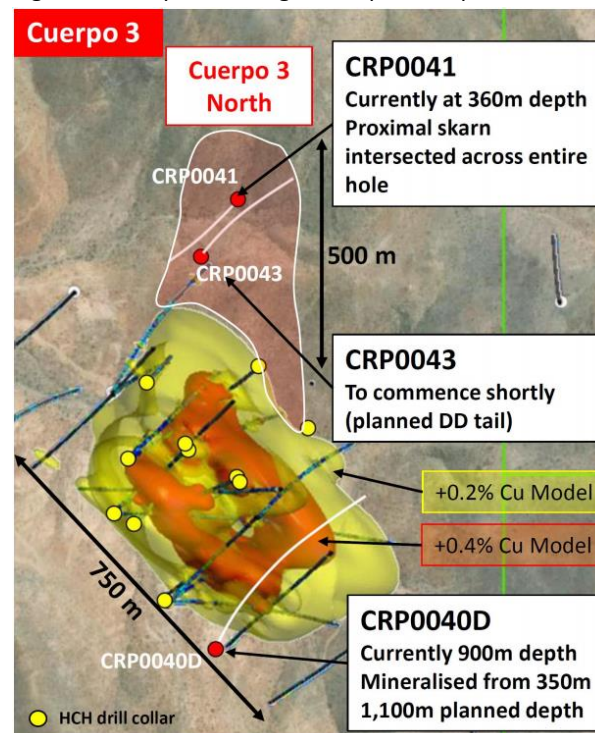 Cuerpo 3
Cuerpo 3
North
CRP0041
Currently at 360m depth
Proximal skarn
intersected across entire
hole
CRP0041
CRP0043
500 m
CRP0043
To commence shortly
(planned DD tail)
+0.2% Cu Model
+0.4% Cu Model
750 m
CRP0040D
Currently 900m depth
Mineralised from 350m
1,100m planned depth
CRP0040D
HCH drill collar